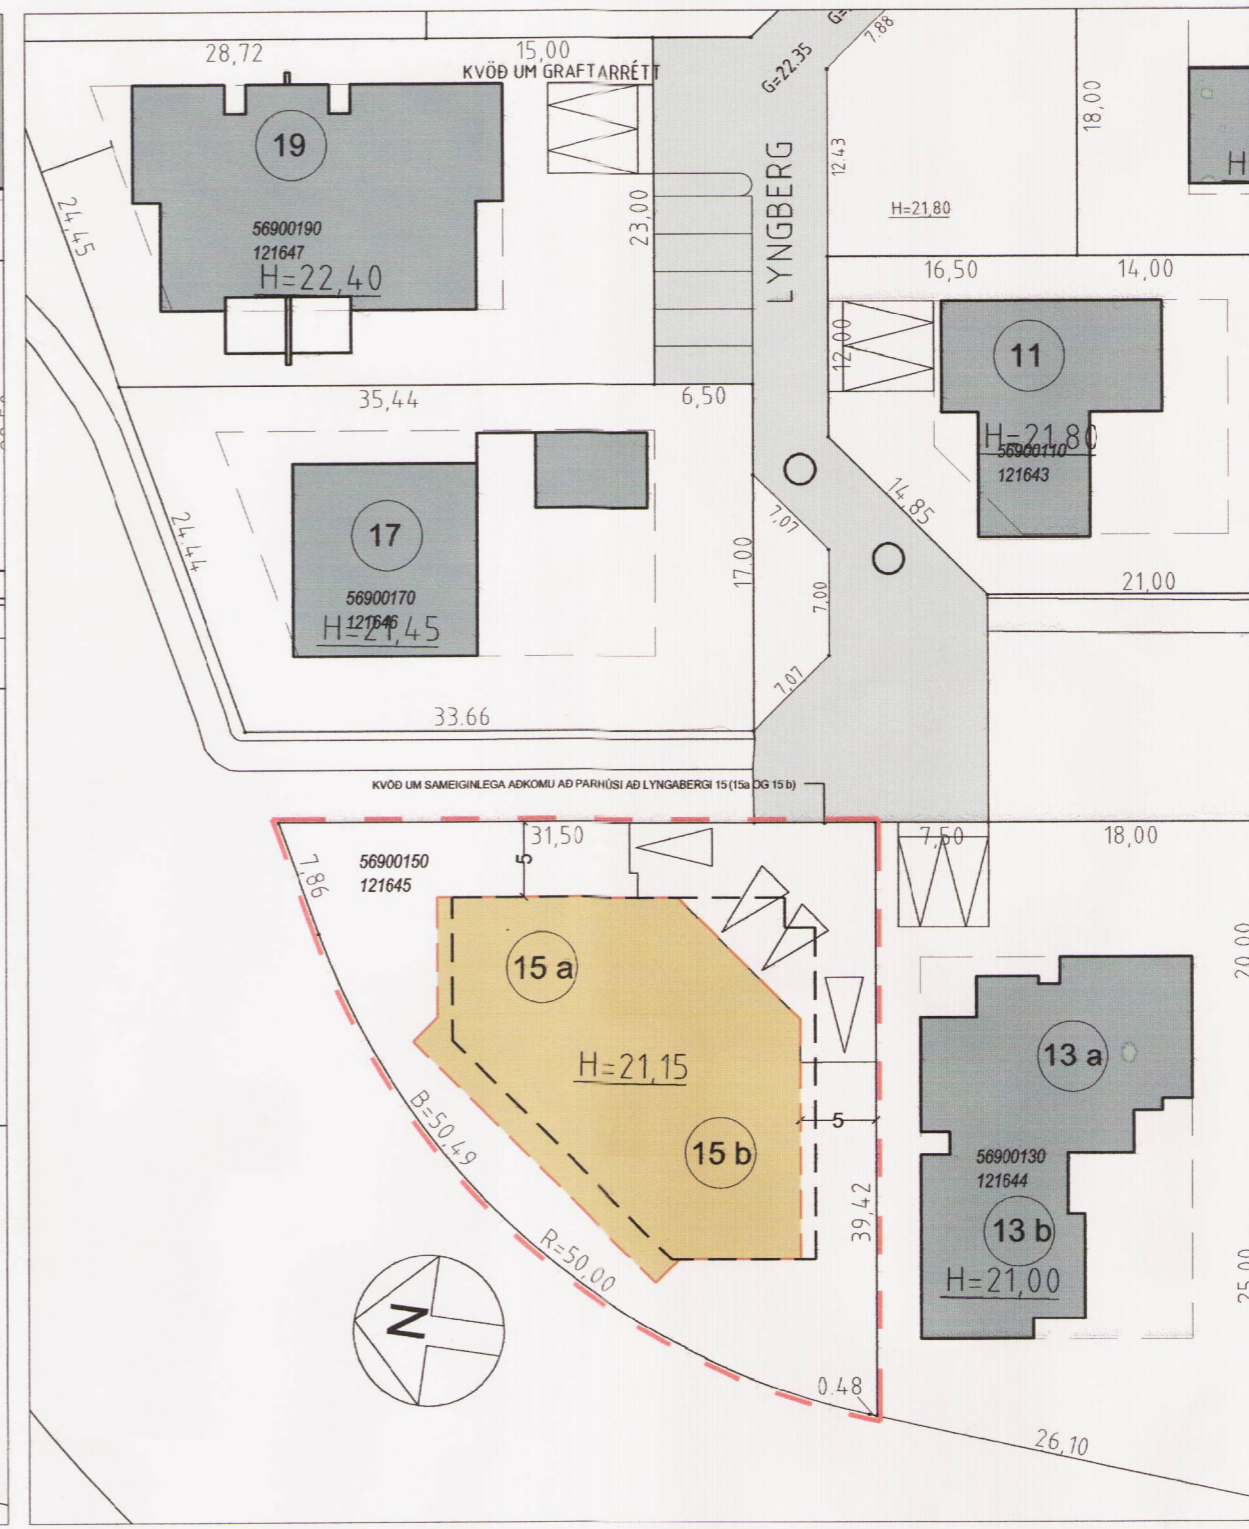 28,72
15,00
KVÖÐ UM GRAFTARRÉTT
G=22.35
7.88
18,00
19
12.43
LYNGBERG
H=21,80
24,45
56900190
121647
H=22,40
23,00
16,50
14,00
12,00
11
35,44
6,50
H=21,80
56900110
121643
14,85
7,07
17
24.44
17.00
7,00
21,00
56900170
121646
H=21,45
7,07
33.66
KVÖÐ UM SAMEIGINLEGA AÐKOMU AÐ PARHÚSI AÐ LYNGABERGI 15 (15a OG 15 b)
31,50
7,50
18,00
5
7,86
56900150
121645
20,00
15 a
13 a
H=21,15
5
B=50,49
15 b
56900130
121644
39,42
13 b
R=50,00
H=21,00
25,00
N
0.48
26,10